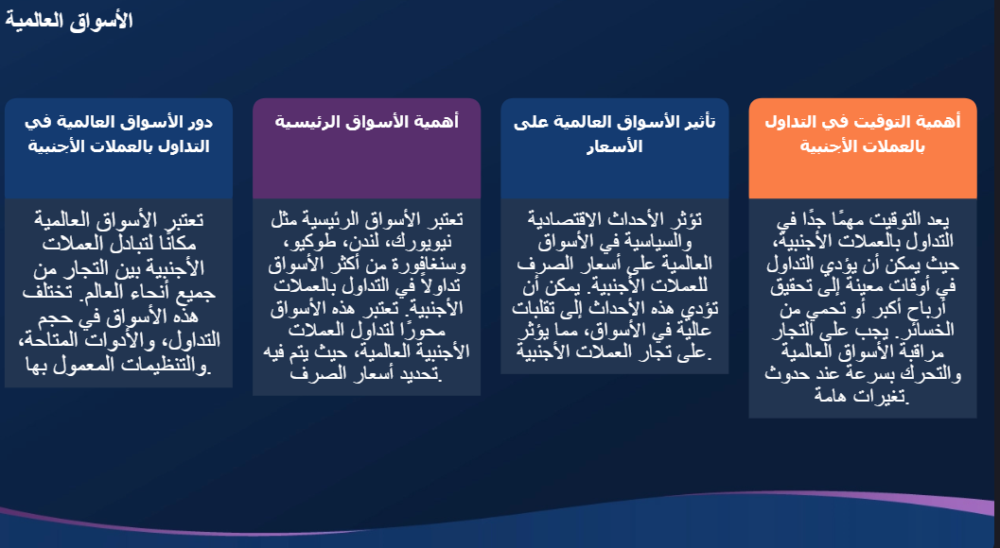 الأسواق العالمية
أهمية التوقيت في التداول
بالعملات الأجنبية
يعد التوقيت مهمًا جدًا في
التداول بالعملات الأجنبية،
حيث يمكن أن يؤدي التداول
في أوقات معينة إلى تحقيق
أرباح أكبر أو تحمي من
الخسائر. يجب على التجار
مراقبة الأسواق العالمية
والتحرك بسرعة عند حدوث
تغيرات هامة.
تأثير الأسواق العالمية على
الأسعار
تؤثر الأحداث الاقتصادية
والسياسية في الأسواق
العالمية على أسعار الصرف
للعملات الأجنبية. يمكن أن
تؤدي هذه الأحداث إلى تقلبات
عالية في الأسواق، مما يؤثر
على تجار العملات الأجنبية.
أهمية الأسواق الرئيسية
تعتبر الأسواق الرئيسية مثل
نيويورك، لندن، طوكيو،
وسنغافورة من أكثر الأسواق
تداولاً في التداول بالعملات
الأجنبية. تعتبر هذه الأسواق
محورًا لتداول العملات
الأجنبية العالمية، حيث يتم فيه
تحديد أسعار الصرف.
دور الأسواق العالمية في
التداول بالعملات الأجنبية
تعتبر الأسواق العالمية
مكانًا لتبادل العملات
الأجنبية بين التجار من
جميع أنحاء العالم. تختلف
هذه الأسواق في حجم
التداول، والأدوات المتاحة،
والتنظيمات المعمول بها.